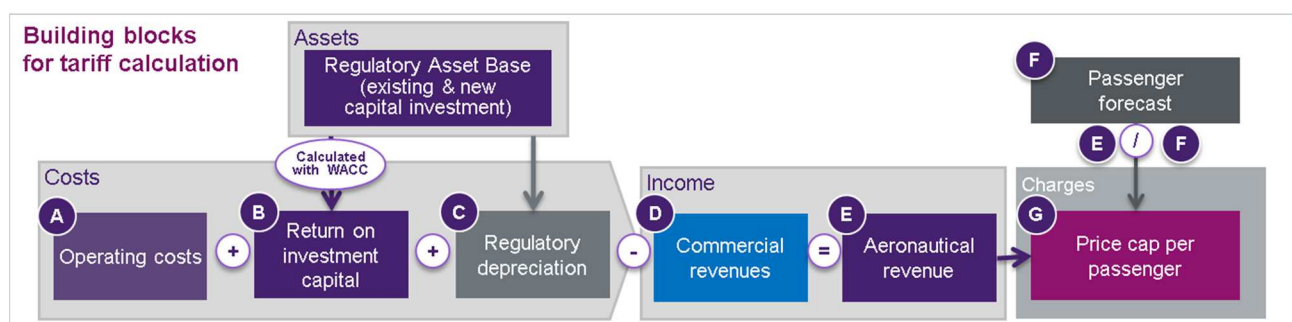 Building blocks
for tariff calculation
Assets
Regulatory Asset Base
(existing & new
capital investment)
F
Passenger
forecast
E / F
Calculated
with WACC
Costs
A
Operating costs
+
B
Return on
investment
capital
+
C
Regulatory
depreciation
-
Income
D
Commercial
revenues
=
E
Aeronautical
revenue
Charges
G
Price cap per
passenger